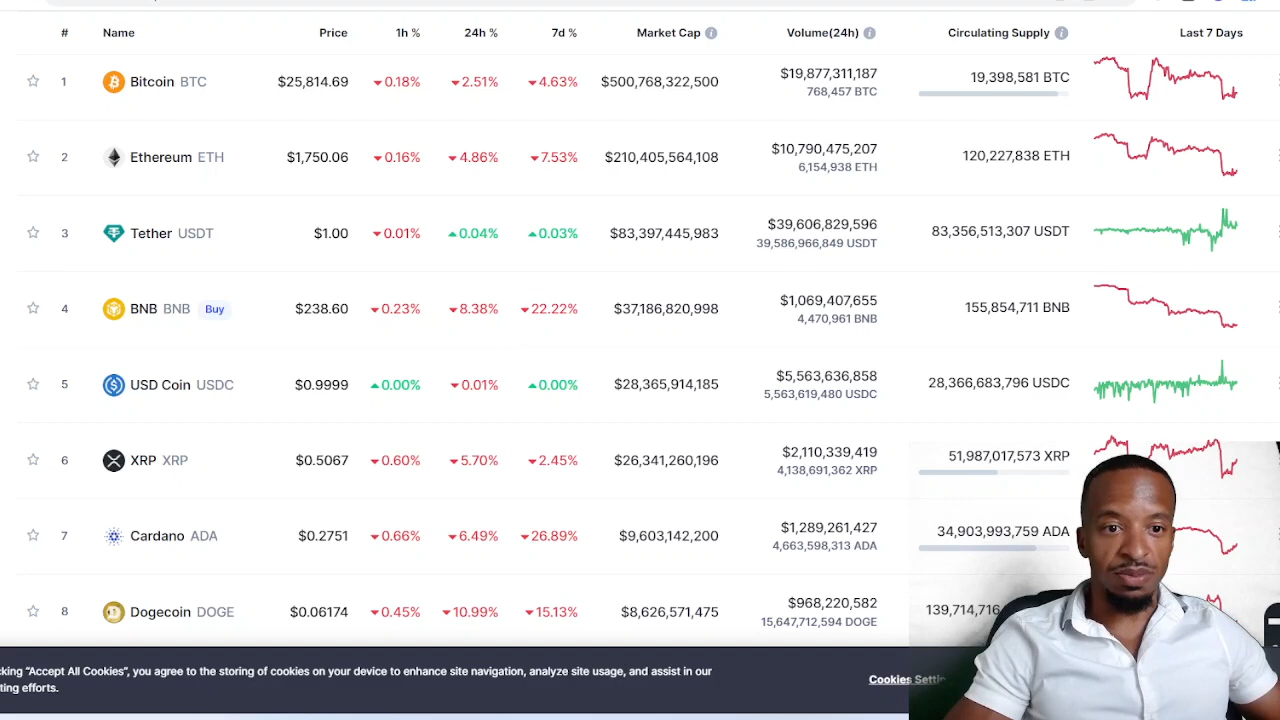 # Name Price 1h % 24h % 7d % Market Cap Volume(24h) Circulating Supply Last 7 Days
1 Bitcoin BTC $25,814.69 0.18% 2.51% 4.63% $500,768,322,500 $19,877,311,187 19,398,581 BTC
768,457 BTC
2 Ethereum ETH $1,750.06 0.16% 4.86% 7.53% $210,405,564,108 $10,790,475,207 120,227,838 ETH
6,154,938 ETH
3 Tether USDT $1.00 0.01% 0.04% 0.03% $83,397,445,983 $39,606,829,596 83,356,513,307 USDT
39,586,966,849 USDT
4 BNB BNB Buy $238.60 0.23% 8.38% 22.22% $37,186,820,998 $1,069,407,655 155,854,711 BNB
4,470,961 BNB
5 USD Coin USDC $0.9999 0.00% 0.01% 0.00% $28,365,914,185 $5,563,636,858 28,366,683,796 USDC
5,563,619,480 USDC
6 XRP XRP $0.5067 0.60% 5.70% 2.45% $26,341,260,196 $2,110,339,419 51,987,017,573 XRP
4,138,691,362 XRP
7 Cardano ADA $0.2751 0.66% 6.49% 26.89% $9,603,142,200 $1,289,261,427 34,903,993,759 ADA
4,663,598,313 ADA
8 Dogecoin DOGE $0.06174 0.45% 10.99% 15.13% $8,626,571,475 $968,220,582 139,714,716
15,647,712,594 DOGE
cking “Accept All Cookies”, you agree to the storing of cookies on your device to enhance site navigation, analyze site usage, and assist in our
ting efforts.
Cookies Settin